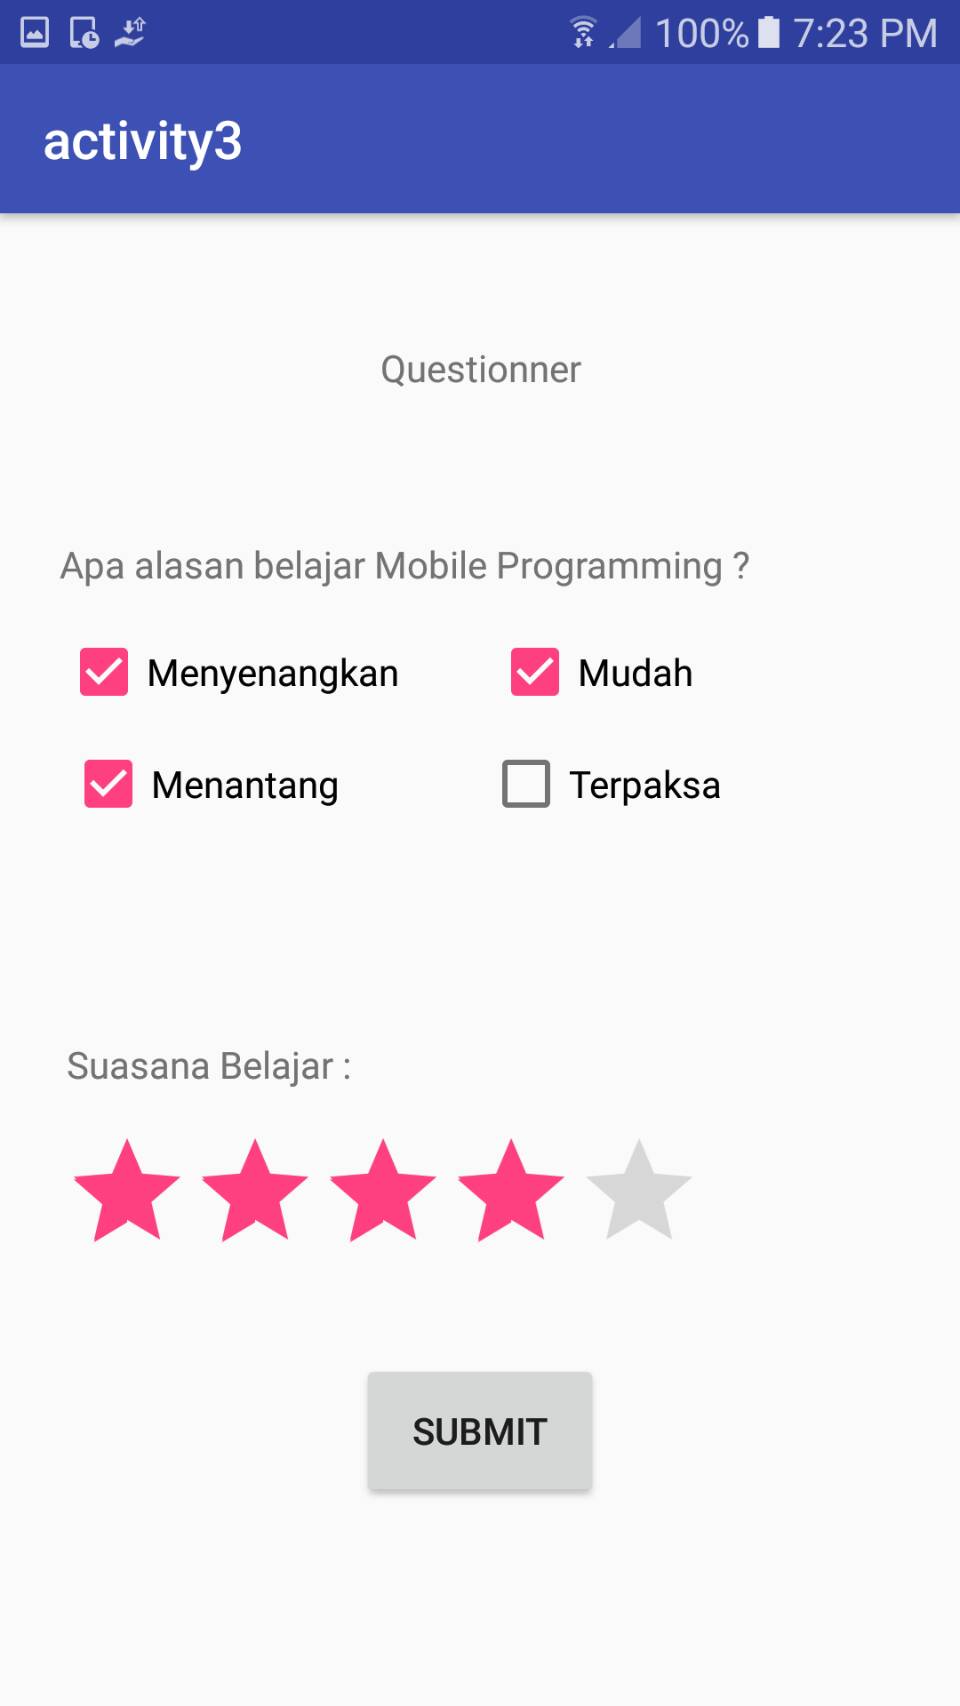 100% 7:23 PM
activity3
Questionner
Apa alasan belajar Mobile Programming ?
Menyenangkan Mudah
Menantang Terpaksa
Suasana Belajar :
SUBMIT